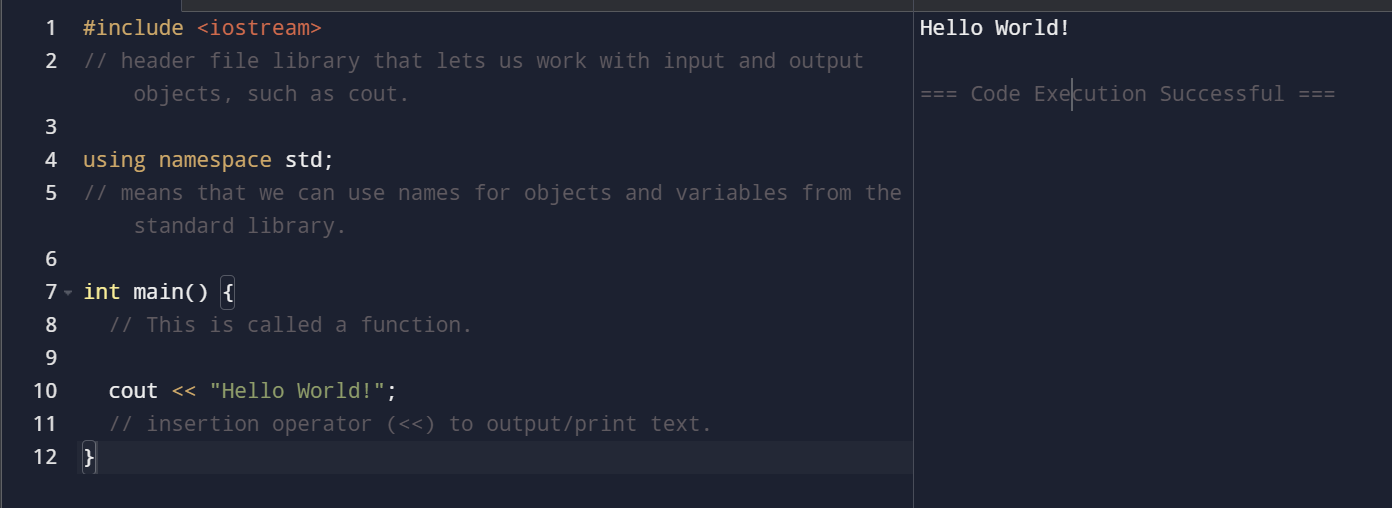 1 #include <iostream>
2 // header file library that lets us work with input and output
objects, such as cout.
3
4 using namespace std;
5 // means that we can use names for objects and variables from the
standard library.
6
7 int main() {
8   // This is called a function.
9
10   cout << "Hello World!";
11   // insertion operator (<<) to output/print text.
12 }
Hello World!
=== Code Execution Successful ===